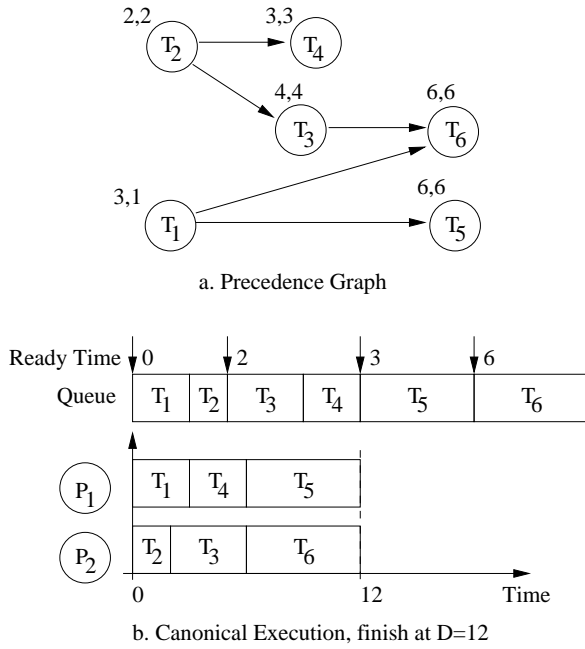 2,2
3,3
T2
T4
4,4
6,6
T3
T6
3,1
6,6
T1
T5
a. Precedence Graph
Ready Time 0 2 3 6
Queue T1 T2 T3 T4 T5 T6
P1 T1 T4 T5
P2 T2 T3 T6
0 12 Time
b. Canonical Execution, finish at D=12